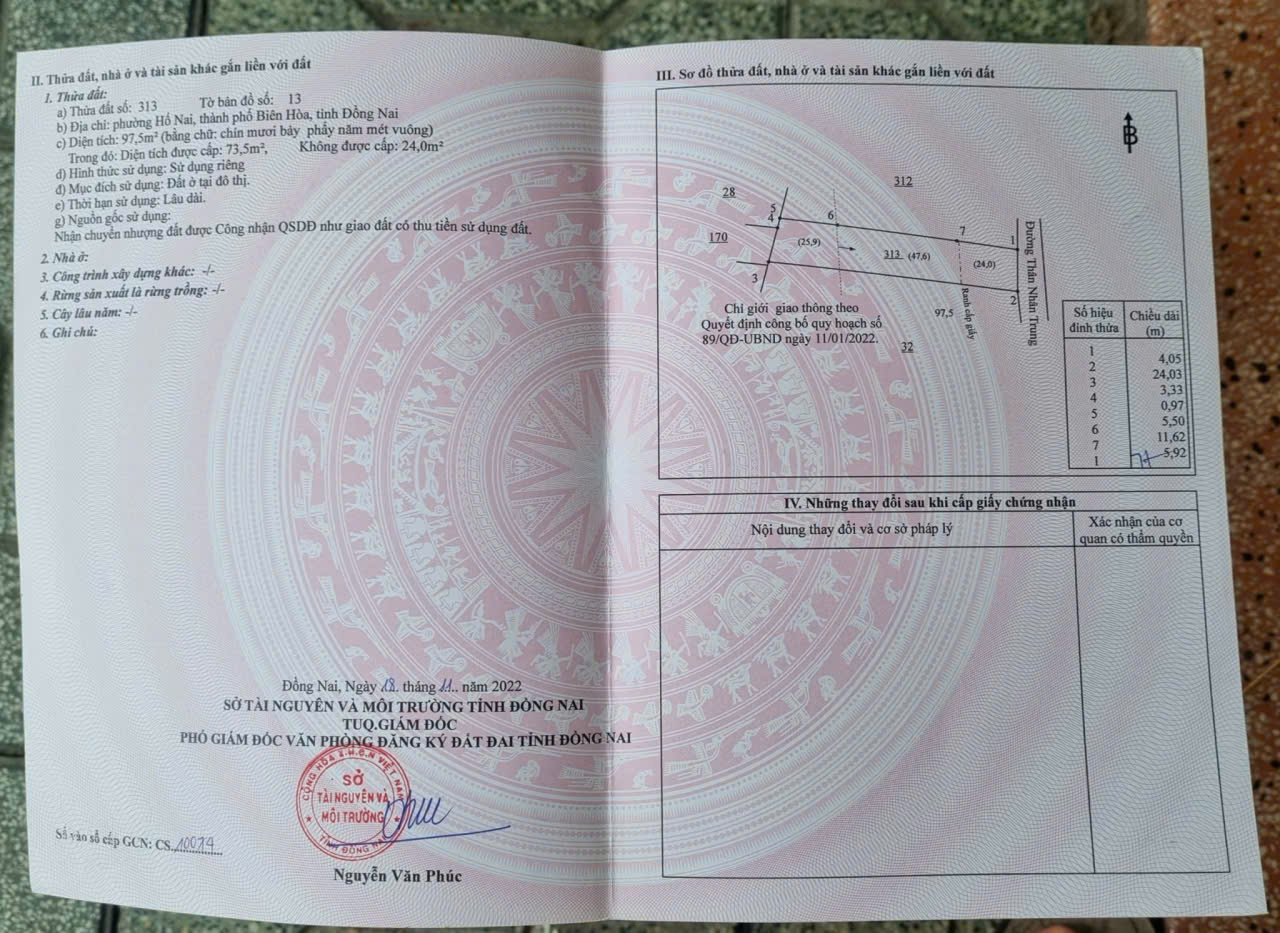 II. Thửa đất, nhà ở và tài sản khác gắn liền với đất
1. Thửa đất:
a) Thửa đất số: 313 Tờ bản đồ số: 13
b) Địa chỉ: phường Hố Nai, thành phố Biên Hòa, tỉnh Đồng Nai
c) Diện tích: 97,5m² (bằng chữ: chín mươi bảy phẩy năm mét vuông)
Trong đó: Diện tích được cấp: 73,5m², Không được cấp: 24,0m²
d) Hình thức sử dụng: Sử dụng riêng
đ) Mục đích sử dụng: Đất ở tại đô thị.
e) Thời hạn sử dụng: Lâu dài.
g) Nguồn gốc sử dụng:
Nhận chuyển nhượng đất được Công nhận QSDĐ như giao đất có thu tiền sử dụng đất.
2. Nhà ở:
3. Công trình xây dựng khác: -/-
4. Rừng sản xuất là rừng trồng: -/-
5. Cây lâu năm: -/-
6. Ghi chú:
Đồng Nai, Ngày 18 tháng 11.. năm 2022
SỞ TÀI NGUYÊN VÀ MÔI TRƯỜNG TỈNH ĐỒNG NAI
TUQ.GIÁM ĐỐC
PHÓ GIÁM ĐỐC VĂN PHÒNG ĐĂNG KÝ ĐẤT ĐAI TỈNH ĐỒNG NAI
CỘNG HÒA X.H.C.N VIỆT NAM
SỞ
TÀI NGUYÊN VÀ
MÔI TRƯỜNG
TỈNH ĐỒNG NAI
Nguyễn Văn Phúc
Số vào sổ cấp GCN: CS.
III. Sơ đồ thửa đất, nhà ở và tài sản khác gắn liền với đất
B
312
28
5
4
6
7
1
170
(25,9)
313 (47,6)
(24,0)
3
2
Đường Thân Nhân Trung
Ranh cấp giấy
97,5
32
Chỉ giới giao thông theo
Quyết định công bố quy hoạch số
89/QĐ-UBND ngày 11/01/2022.
Số hiệu đỉnh thửa Chiều dài (m)
1
4,05
2
24,03
3
3,33
4
0,97
5
5,50
6
11,62
7
5,92
1
IV. Những thay đổi sau khi cấp giấy chứng nhận
Nội dung thay đổi và cơ sở pháp lý
Xác nhận của cơ
quan có thẩm quyền